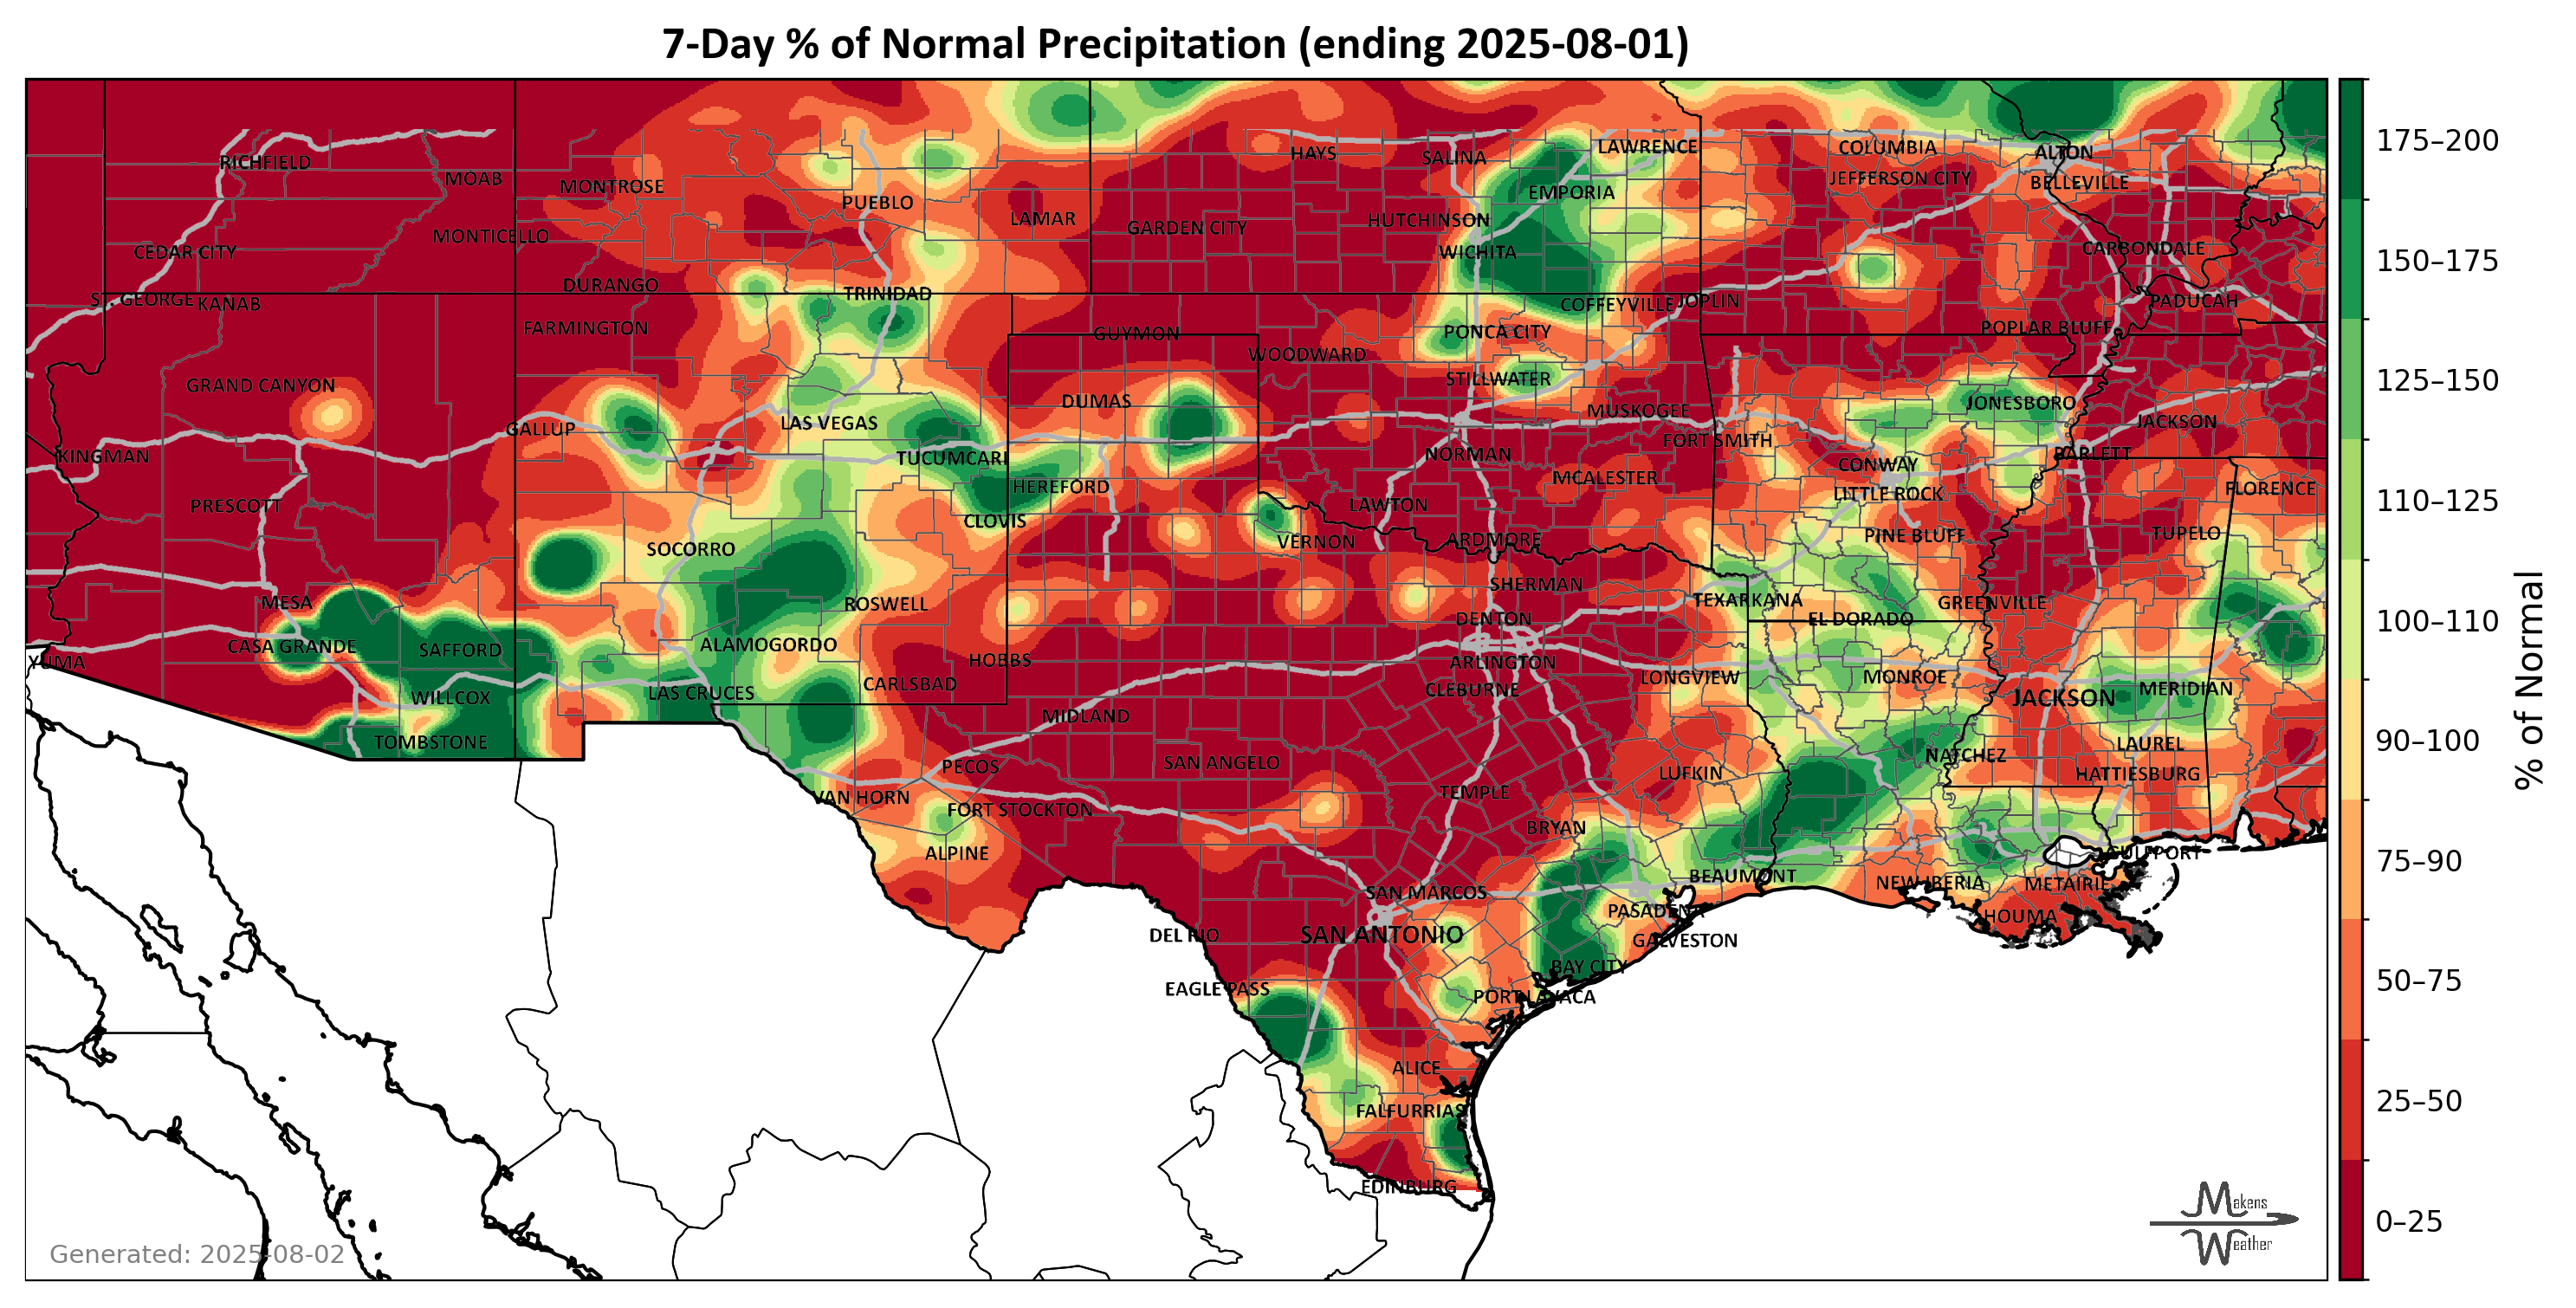 7-Day % of Normal Precipitation (ending 2025-08-01)
RICHFIELD
MOAB
MONTROSE
PUEBLO
LAMAR
HAYS
SALINA
LAWRENCE
EMPORIA
COLUMBIA
ALTON
JEFFERSON CITY
BELLEVILLE
CEDAR CITY
MONTICELLO
GARDEN CITY
HUTCHINSON
WICHITA
CARBONDALE
ST. GEORGE
KANAB
DURANGO
TRINIDAD
COFFEYVILLE
JOPLIN
PADUCAH
FARMINGTON
GUYMON
PONCA CITY
POPLAR BLUFF
WOODWARD
GRAND CANYON
DUMAS
STILLWATER
JONESBORO
LAS VEGAS
MUSKOGEE
JACKSON
GALLUP
FORT SMITH
KINGMAN
TUCUMCARI
NORMAN
CONWAY
BARLETT
HEREFORD
MCALESTER
LITTLE ROCK
FLORENCE
PRESCOTT
CLOVIS
LAWTON
VERNON
ARDMORE
PINE BLUFF
TUPELO
SOCORRO
SHERMAN
MESA
ROSWELL
DENTON
TEXARKANA
GREENVILLE
EL DORADO
CASA GRANDE
SAFFORD
ALAMOGORDO
YUMA
HOBBS
ARLINGTON
WILLCOX
LAS CRUCES
CARLSBAD
CLEBURNE
LONGVIEW
MONROE
JACKSON
MERIDIAN
TOMBSTONE
MIDLAND
LAUREL
PECOS
SAN ANGELO
LUFKIN
NATCHEZ
HATTIESBURG
VAN HORN
FORT STOCKTON
TEMPLE
BRYAN
ALPINE
GULFPORT
SAN MARCOS
BEAUMONT
NEW IBERIA
METAIRIE
PASADENA
HOUMA
DEL RIO
SAN ANTONIO
GALVESTON
BAY CITY
EAGLE PASS
PORT LAVACA
ALICE
FALFURRIAS
EDINBURG
Generated: 2025-08-02
Makens
Weather
175–200
150–175
125–150
110–125
100–110
90–100
75–90
50–75
25–50
0–25
% of Normal